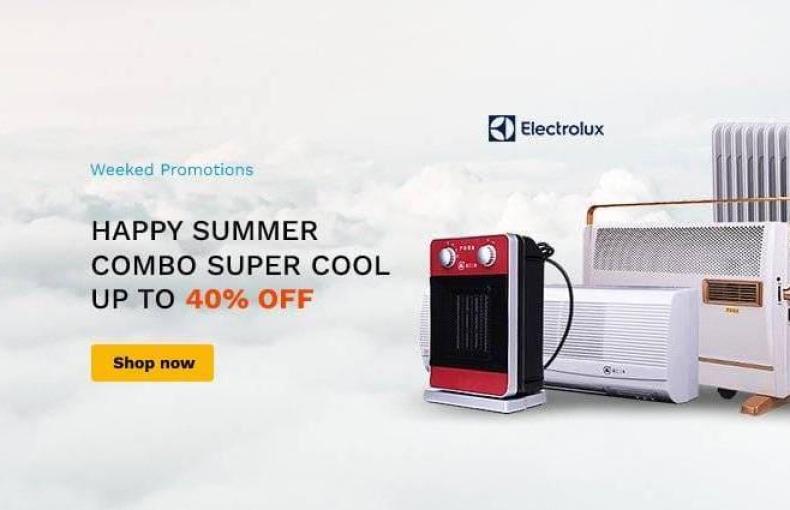 Electrolux
Weeked Promotions
HAPPY SUMMER
COMBO SUPER COOL
UP TO 40% OFF
Shop now